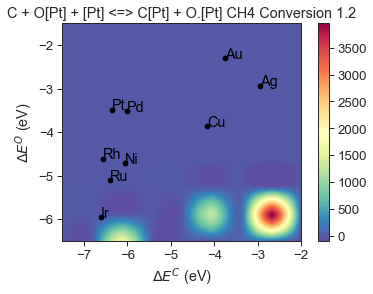 C + O[Pt] + [Pt] <=> C[Pt] + O.[Pt] CH4 Conversion 1.2
−2
−3
−4
−5
−6
ΔE^O (eV)
Au
Ag
Pt
Pd
Cu
Rh
Ni
Ru
Ir
−7
−6
−5
−4
−3
−2
ΔE^C (eV)
3500
3000
2500
2000
1500
1000
500
0